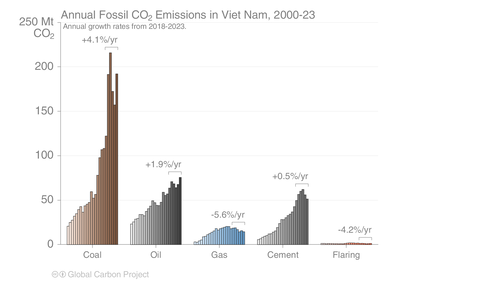 Annual Fossil CO₂ Emissions in Viet Nam, 2000-23
Annual growth rates from 2018-2023.
250 Mt
CO₂
200
150
100
50
0
+4.1%/yr
+1.9%/yr
-5.6%/yr
+0.5%/yr
-4.2%/yr
Coal
Oil
Gas
Cement
Flaring
Global Carbon Project